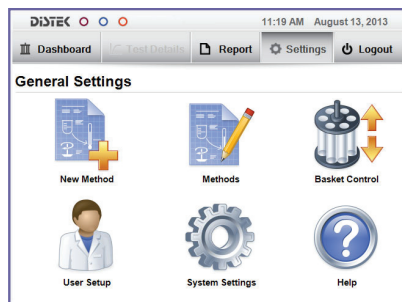 DiSTEK
11:19 AM August 13, 2013
Dashboard Test Details Report Settings Logout
General Settings
New Method Methods Basket Control
User Setup System Settings Help